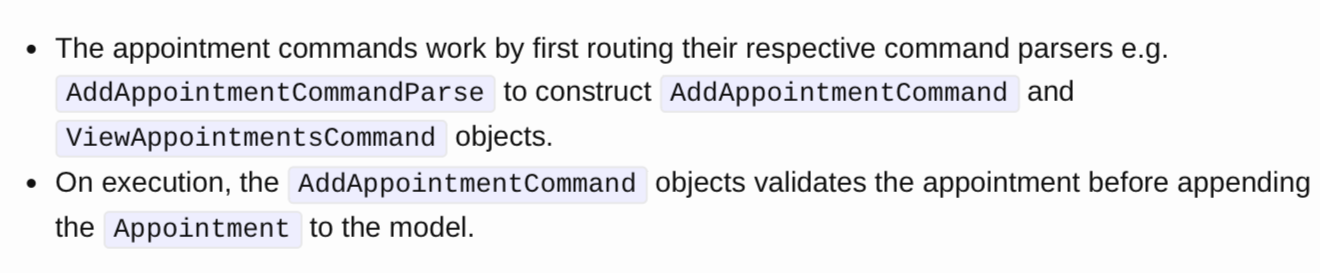 • The appointment commands work by first routing their respective command parsers e.g.
AddAppointmentCommandParse to construct AddAppointmentCommand and
ViewAppointmentsCommand objects.
• On execution, the AddAppointmentCommand objects validates the appointment before appending
the Appointment to the model.